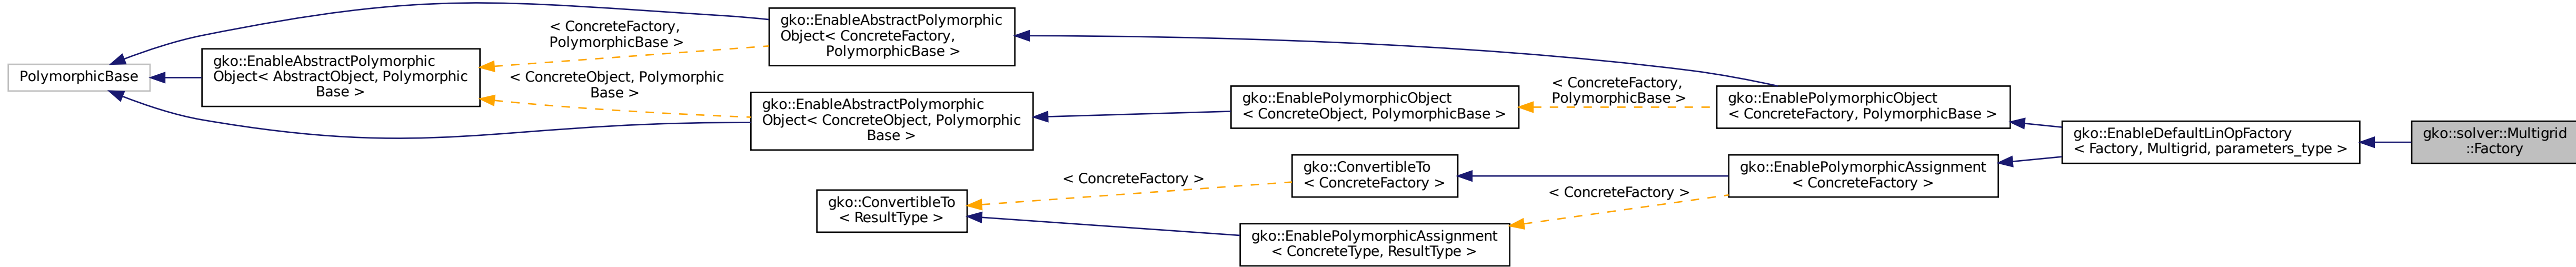 PolymorphicBase
gko::EnableAbstractPolymorphic
Object< AbstractObject, Polymorphic
Base >
< ConcreteFactory,
PolymorphicBase >
< ConcreteObject, Polymorphic
Base >
gko::EnableAbstractPolymorphic
Object< ConcreteFactory,
PolymorphicBase >
gko::EnableAbstractPolymorphic
Object< ConcreteObject, Polymorphic
Base >
gko::ConvertibleTo
< ResultType >
< ConcreteFactory >
gko::EnablePolymorphicObject
< ConcreteObject, PolymorphicBase >
gko::ConvertibleTo
< ConcreteFactory >
gko::EnablePolymorphicAssignment
< ConcreteType, ResultType >
< ConcreteFactory,
PolymorphicBase >
< ConcreteFactory >
gko::EnablePolymorphicObject
< ConcreteFactory, PolymorphicBase >
gko::EnablePolymorphicAssignment
< ConcreteFactory >
gko::EnableDefaultLinOpFactory
< Factory, Multigrid, parameters_type >
gko::solver::Multigrid
::Factory